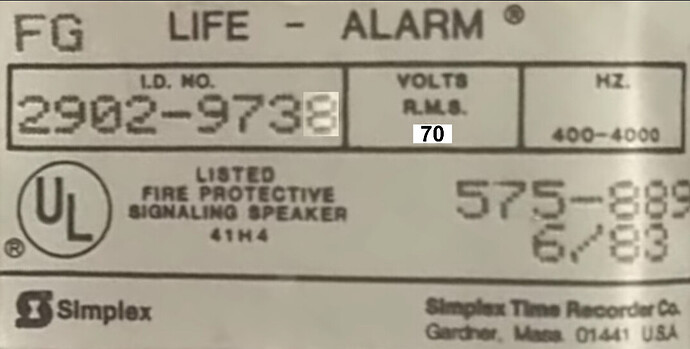 FG LIFE - ALARM®
I.D. NO. VOLTS HZ.
2902-9738 R.M.S. 400-4000
70
UL® LISTED
FIRE PROTECTIVE
SIGNALING SPEAKER
41H4
575-889
6/83
Simplex Simplex Time Recorder Co.
Gardner, Mass. 01441 USA